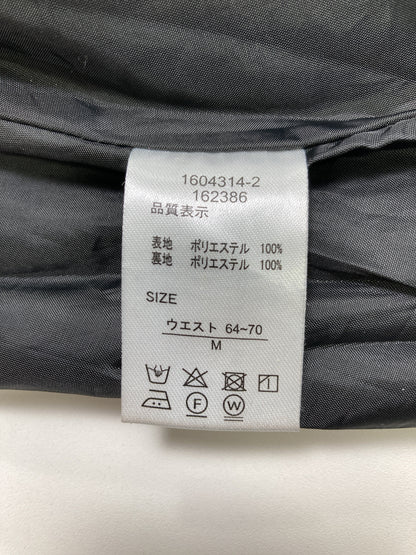 1604314-2
162386
品質表示
表地 ポリエステル 100%
裏地 ポリエステル 100%
SIZE
ウエスト 64~70
M
F
W